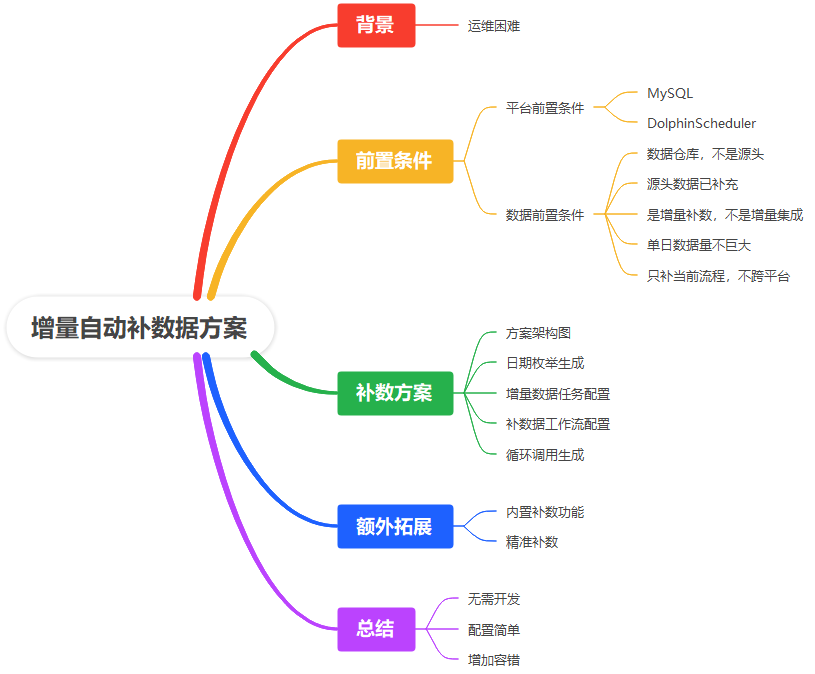 增量自动补数据方案
背景
运维困难
前置条件
平台前置条件
MySQL
DolphinScheduler
数据前置条件
数据仓库，不是源头
源头数据已补充
是增量补数，不是增量集成
单日数据量不巨大
只补当前流程，不跨平台
补数方案
方案架构图
日期枚举生成
增量数据任务配置
补数据工作流配置
循环调用生成
额外拓展
内置补数功能
精准补数
总结
无需开发
配置简单
增加容错